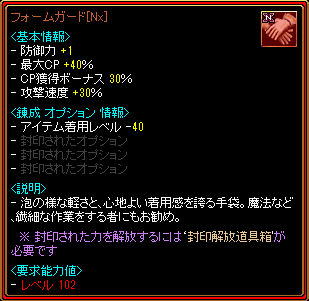 フォームガード[Nx]
N
<基本情報>
- 防御力 +1
- 最大CP +40%
- CP獲得ボーナス 30%
- 攻撃速度 +30%
<錬成 オプション 情報>
- アイテム着用レベル -40
- 封印されたオプション
- 封印されたオプション
- 封印されたオプション
<説明>
- 泡の様な軽さと、心地よい着用感を誇る手袋。魔法など、
繊細な作業をする者にもお勧め。
※ 封印された力を解放するには‘封印解放道具箱’が
必要です
<要求能力値>
- レベル 102